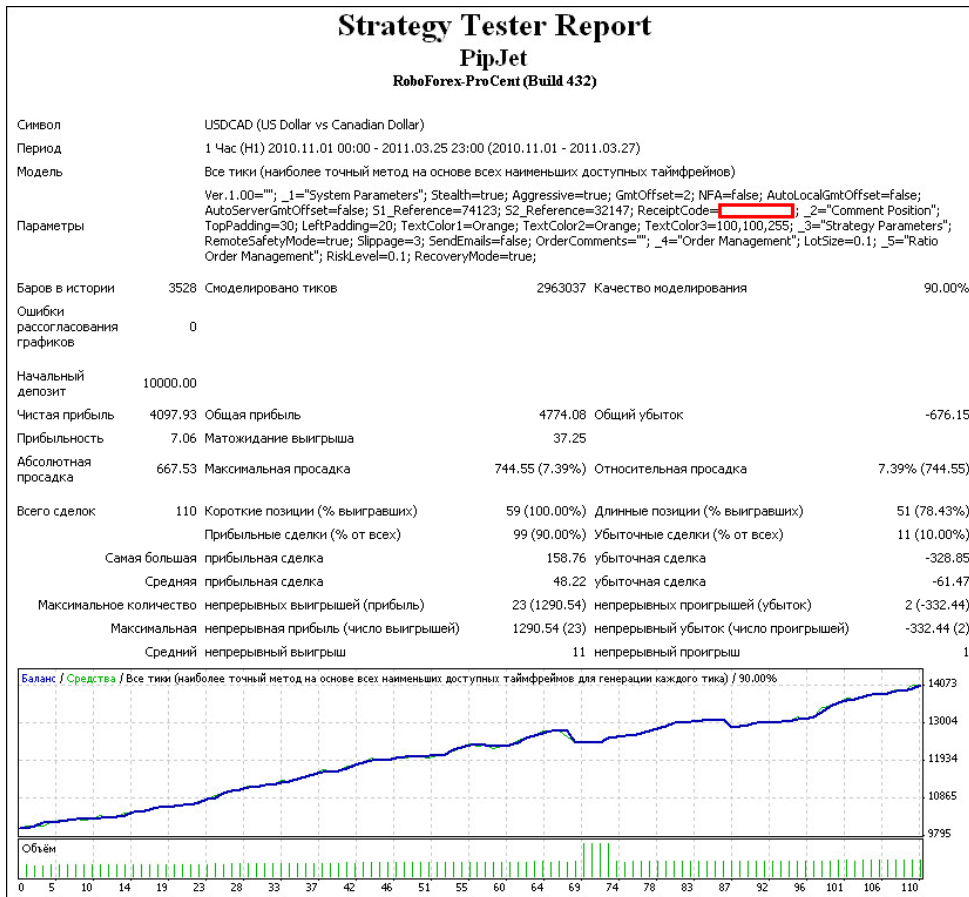 Strategy Tester Report
PipJet
RoboForex-ProCent (Build 432)
Символ USDCAD (US Dollar vs Canadian Dollar)
Период 1 Час (H1) 2010.11.01 00:00 - 2011.03.25 23:00 (2010.11.01 - 2011.03.27)
Модель Все тики (наиболее точный метод на основе всех наименьших доступных таймфреймов)
Параметры Ver.1.00=""; _1="System Parameters"; Stealth=true; Aggressive=true; GmtOffset=2; NFA=false; AutoLocalGmtOffset=false;
AutoServerGmtOffset=false; S1_Reference=74123; S2_Reference=32147; ReceiptCode= ; _2="Comment Position";
TopPadding=30; LeftPadding=20; TextColor1=Orange; TextColor2=Orange; TextColor3=100,100,255; _3="Strategy Parameters";
RemoteSafetyMode=true; Slippage=3; SendEmails=false; OrderComments=""; _4="Order Management"; LotSize=0.1; _5="Ratio
Order Management"; RiskLevel=0.1; RecoveryMode=true;
Баров в истории 3528 Смоделировано тиков 2963037 Качество моделирования 90.00%
Ошибки
рассогласования 0
графиков
Начальный
депозит 10000.00
Чистая прибыль 4097.93 Общая прибыль 4774.08 Общий убыток -676.15
Прибыльность 7.06 Матожидание выигрыша 37.25
Абсолютная
просадка 667.53 Максимальная просадка 744.55 (7.39%) Относительная просадка 7.39% (744.55)
Всего сделок 110 Короткие позиции (% выигравших) 59 (100.00%) Длинные позиции (% выигравших) 51 (78.43%)
Прибыльные сделки (% от всех) 99 (90.00%) Убыточные сделки (% от всех) 11 (10.00%)
Самая большая прибыльная сделка 158.76 убыточная сделка -328.85
Средняя прибыльная сделка 48.22 убыточная сделка -61.47
Максимальное количество непрерывных выигрышей (прибыль) 23 (1290.54) непрерывных проигрышей (убыток) 2 (-332.44)
Максимальная непрерывная прибыль (число выигрышей) 1290.54 (23) непрерывный убыток (число проигрышей) -332.44 (2)
Средний непрерывный выигрыш 11 непрерывный проигрыш 1
Баланс / Средства / Все тики (наиболее точный метод на основе всех наименьших доступных таймфреймов для генерации каждого тика) / 90.00%
14073
13004
11934
10865
9795
Объём
0 5 10 14 19 23 28 33 37 42 46 51 55 60 64 69 74 78 83 87 92 96 101 106 110